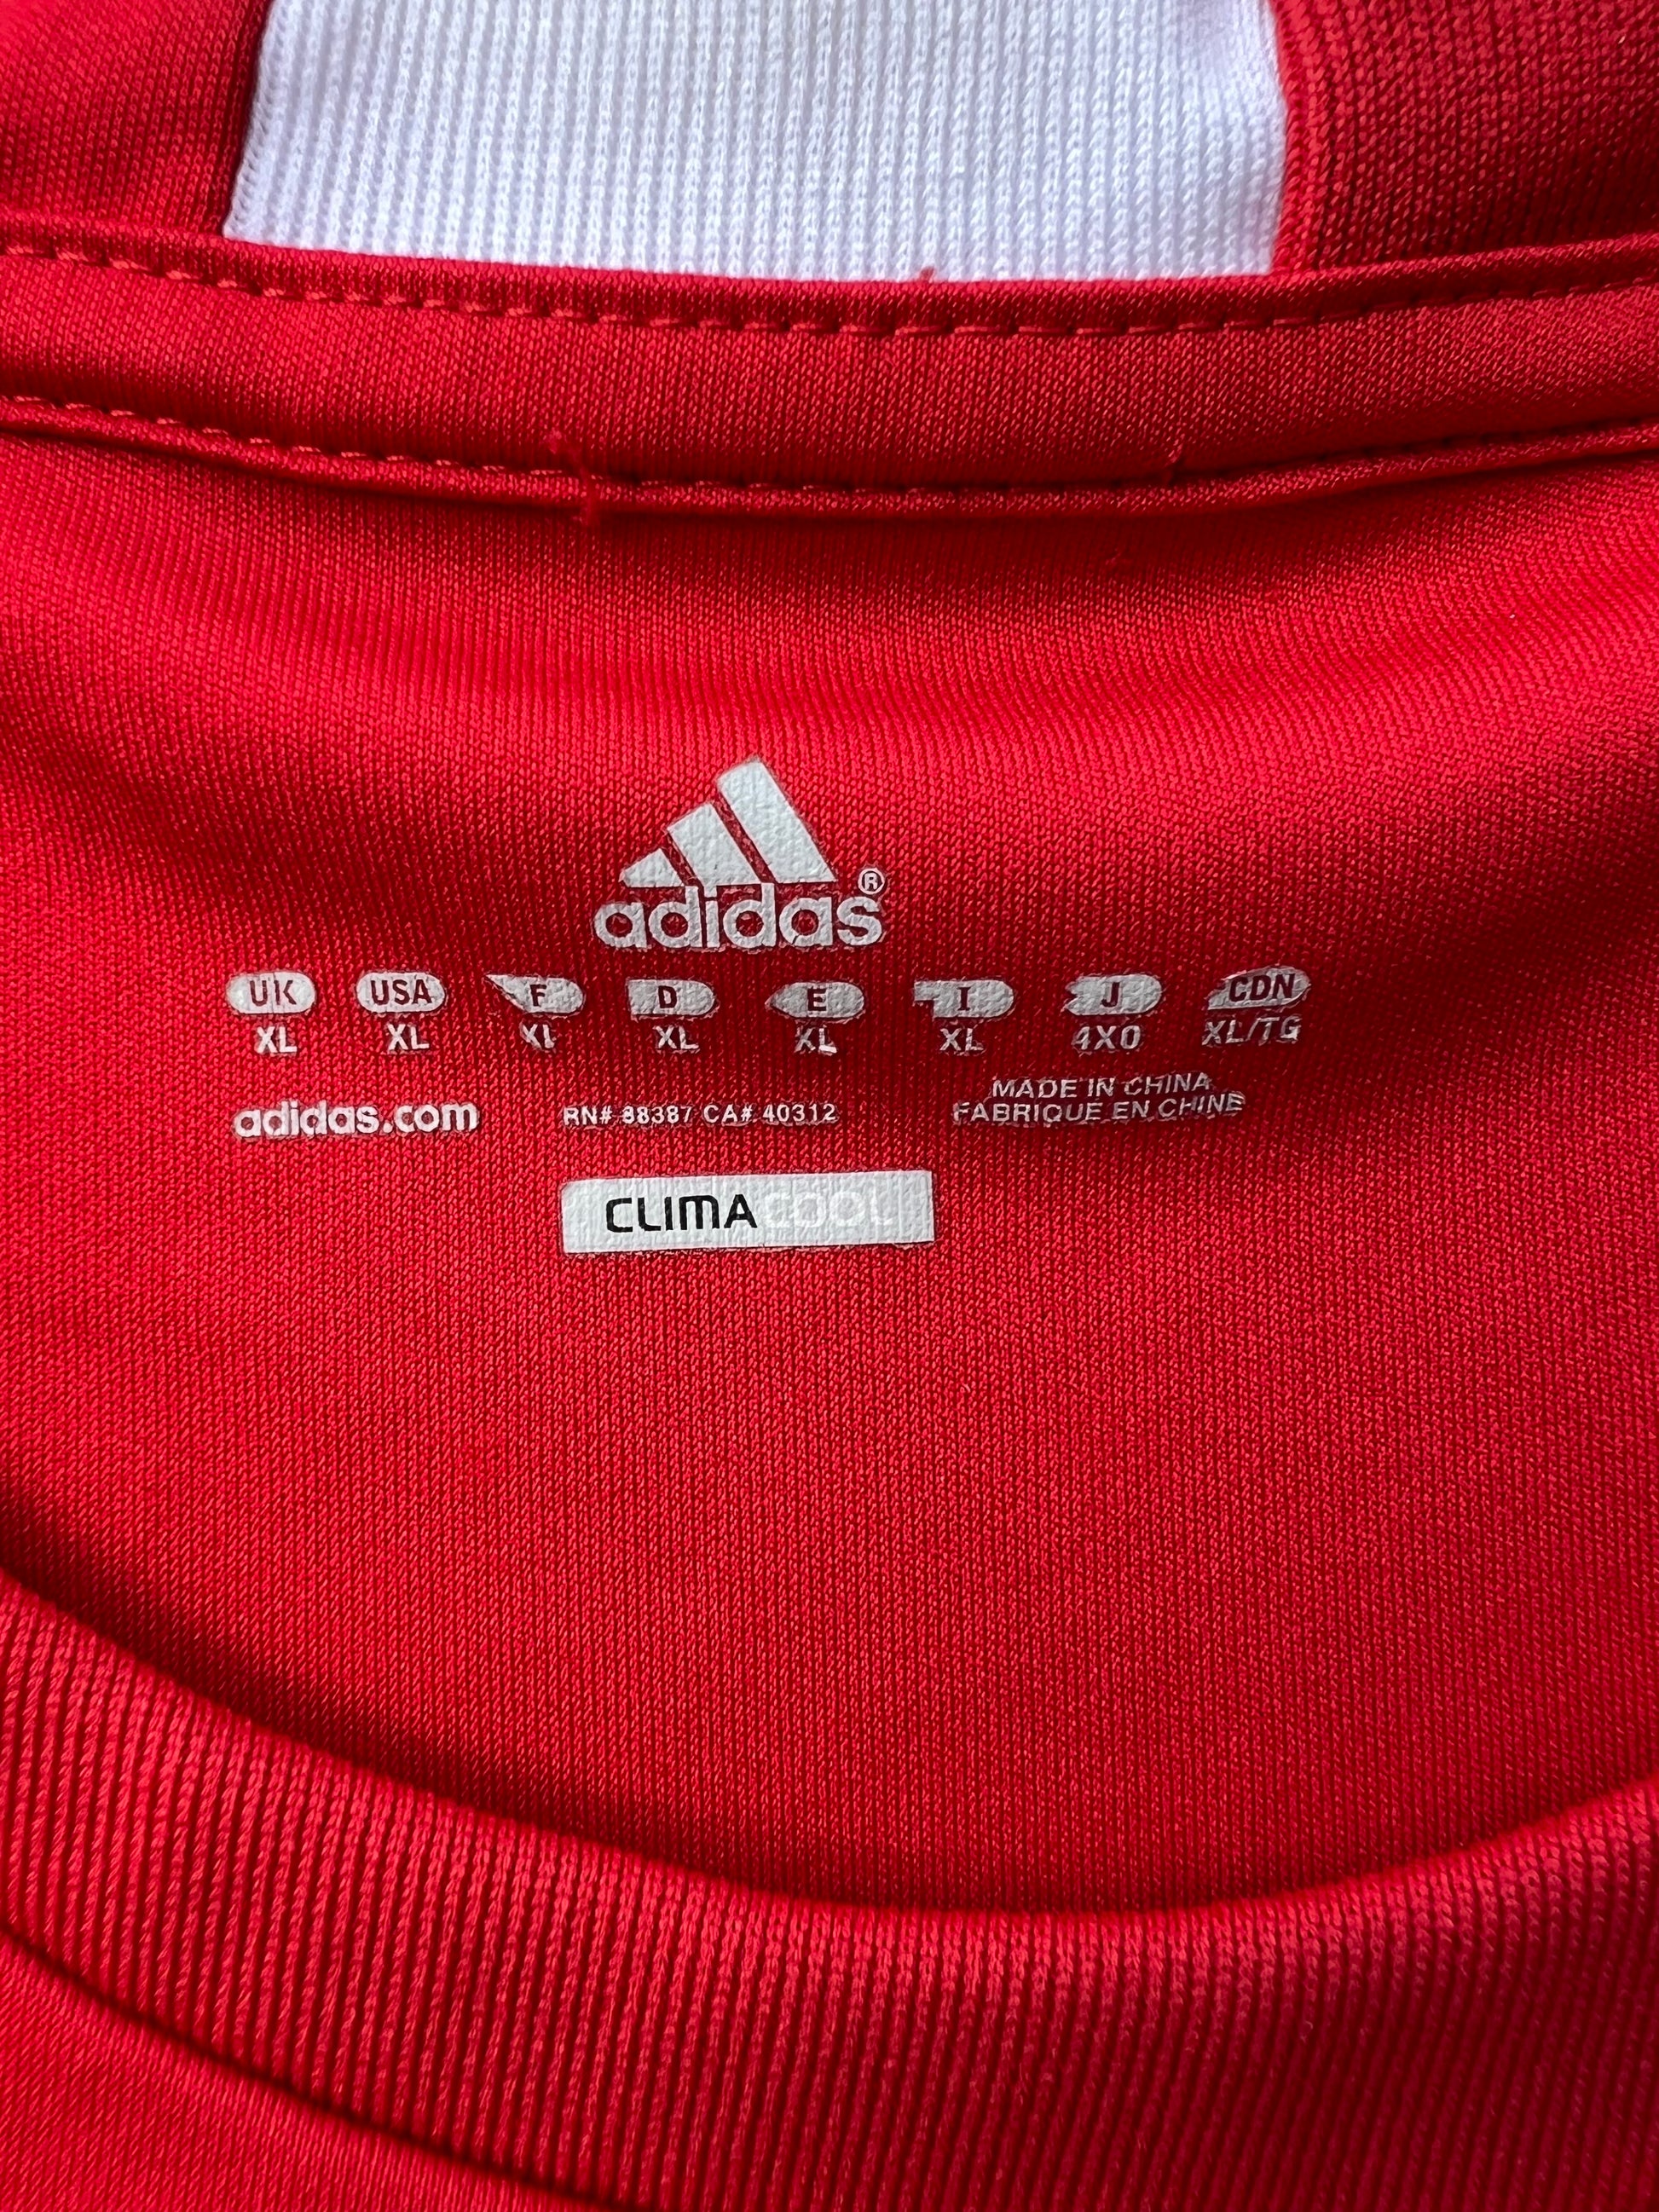 adidas®
UK USA F D E I J CDN
XL XL XL XL XL XL 4XO XL/TG
adidas.com RN# 88387 CA# 40312 MADE IN CHINA
FABRIQUE EN CHINE
CLIMACOOL